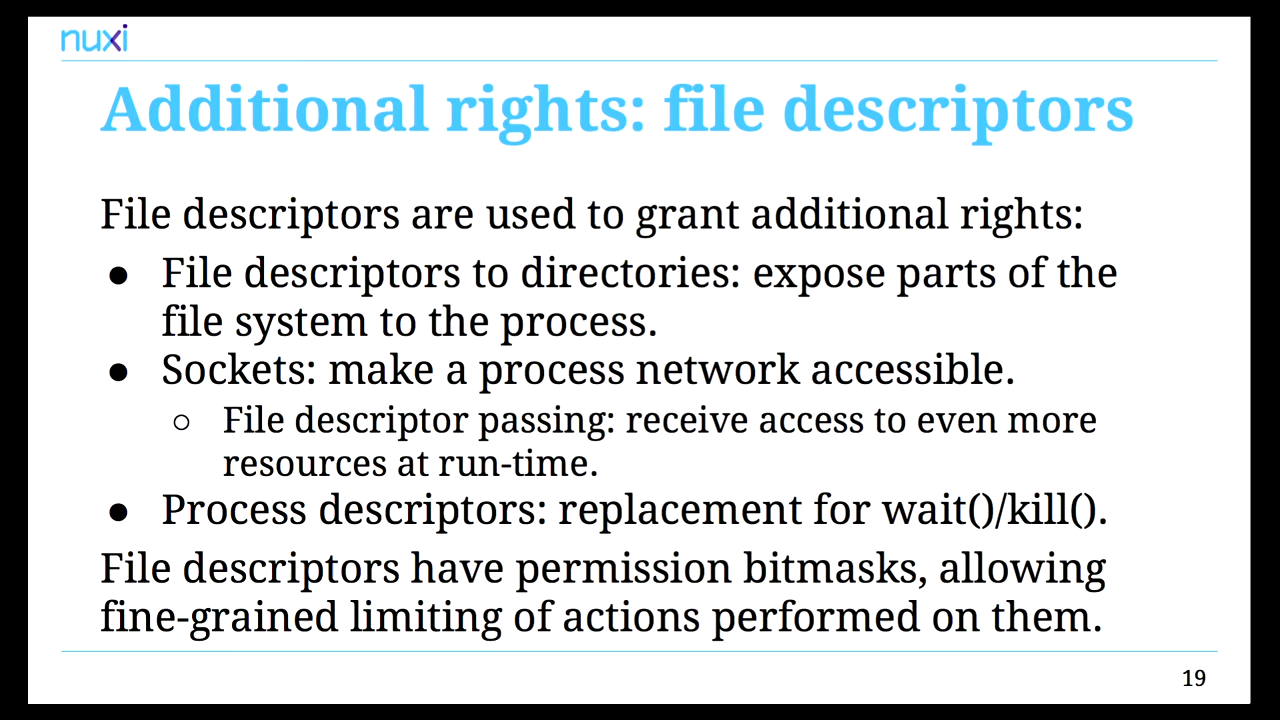 nuxi
Additional rights: file descriptors
File descriptors are used to grant additional rights:
● File descriptors to directories: expose parts of the
file system to the process.
● Sockets: make a process network accessible.
○ File descriptor passing: receive access to even more
resources at run-time.
● Process descriptors: replacement for wait()/kill().
File descriptors have permission bitmasks, allowing
fine-grained limiting of actions performed on them.
19